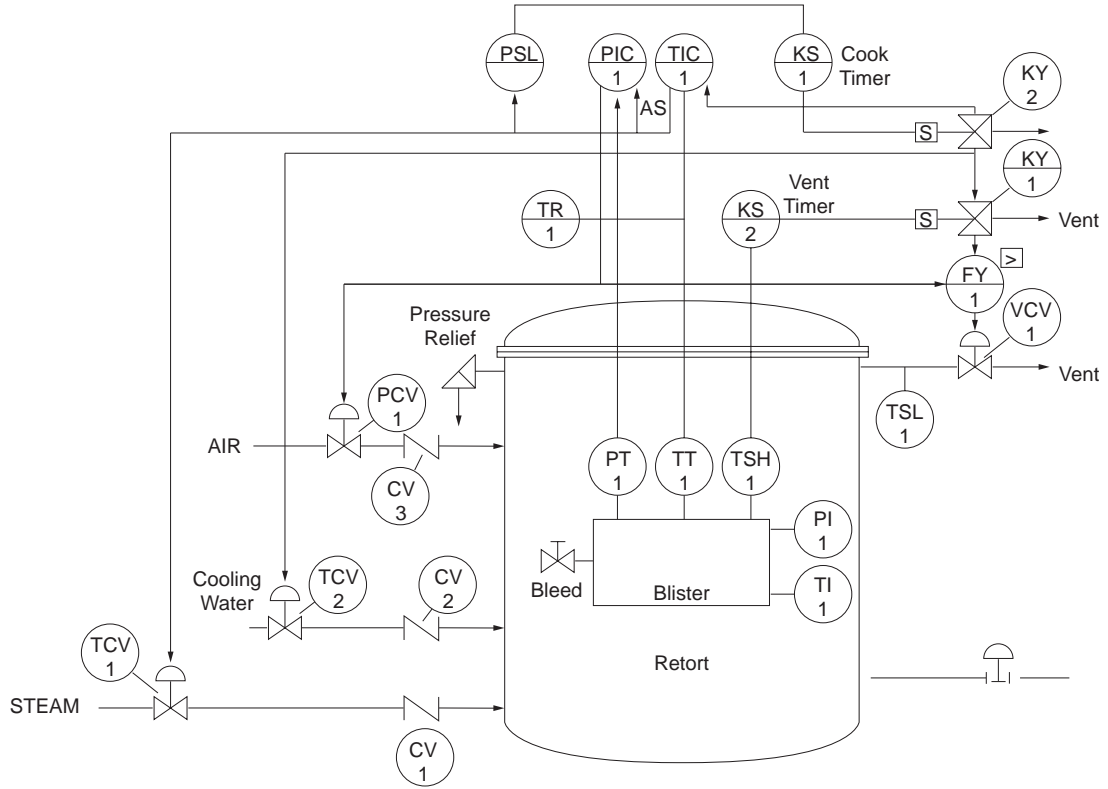 PSL
PIC
1
TIC
1
KS
1
Cook
Timer
KY
2
AS
S
KY
1
Vent
Timer
TR
1
KS
2
S
Vent
>
FY
1
VCV
1
Pressure
Relief
Vent
PCV
1
TSL
1
AIR
PT
1
TT
1
TSH
1
CV
3
PI
1
Cooling
Water
TCV
2
CV
2
Bleed
Blister
TI
1
TCV
1
Retort
STEAM
CV
1